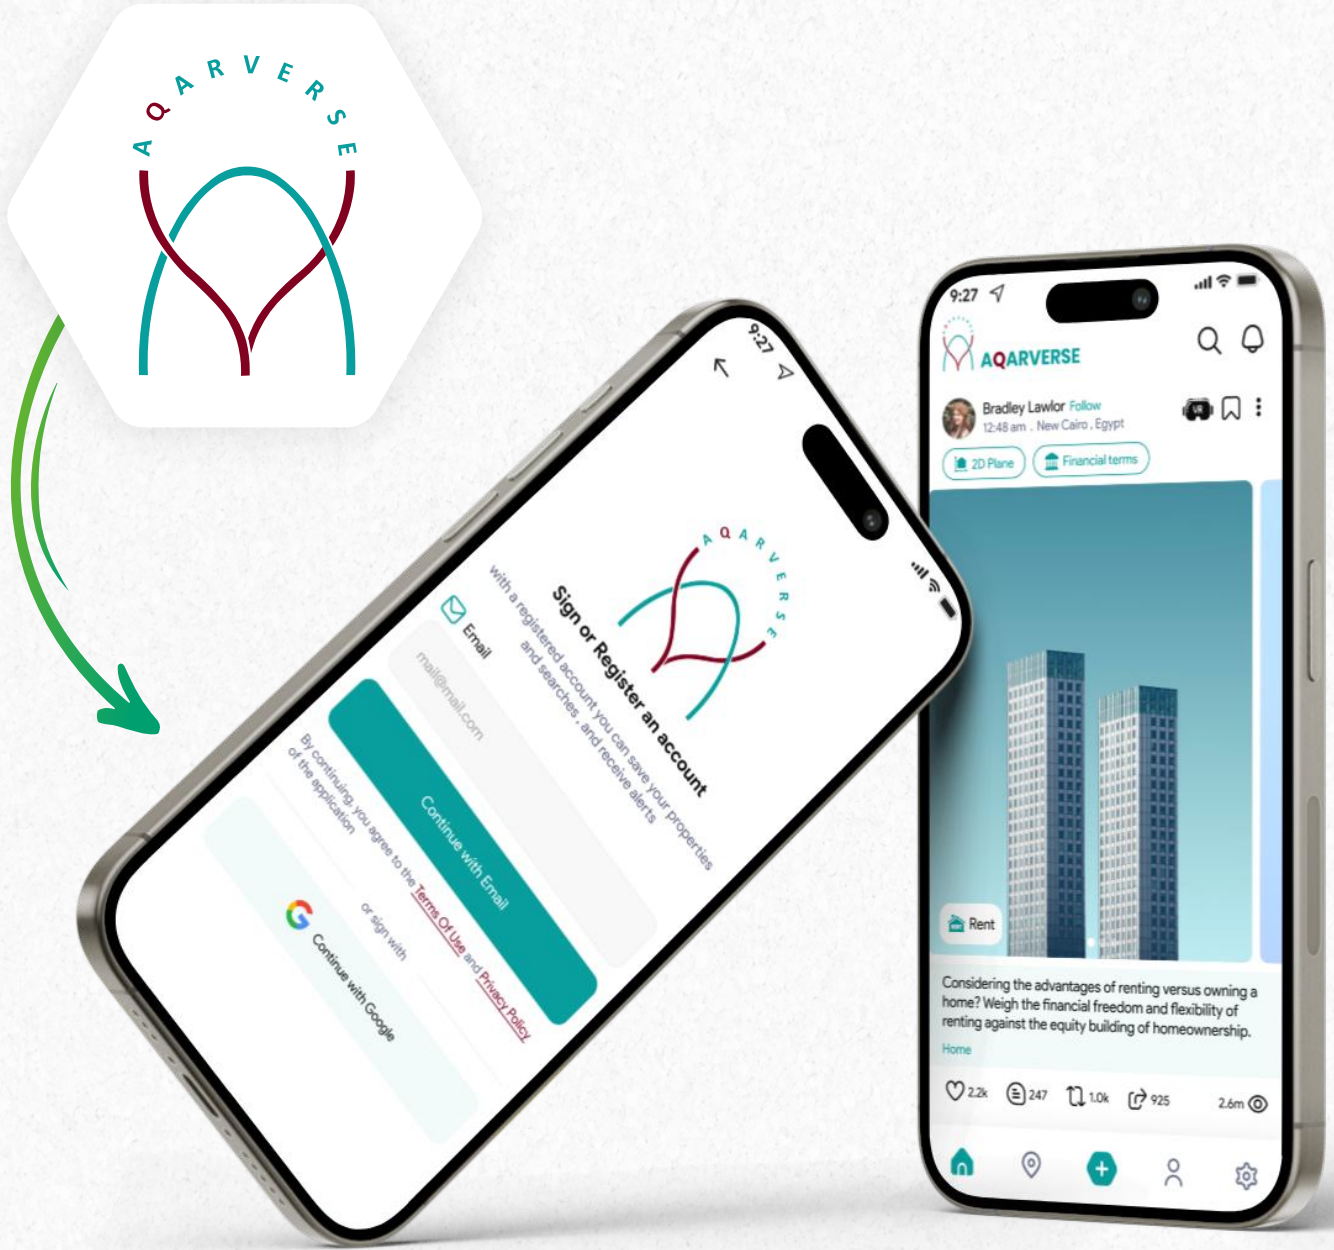 AQARVERSE
9:27
AQARVERSE
Sign or Register an account
with a registered account you can save your properties
and searches , and receive alerts
Email
mail@mail.com
Continue with Email
By continuing, you agree to the Terms Of Use and Privacy Policy
of the application
or sign with
Continue with Google
9:27
AQARVERSE
Bradley Lawlor Follow
12:48 am . New Cairo , Egypt
VR
2D Plane
Financial terms
Rent
Considering the advantages of renting versus owning a
home? Weigh the financial freedom and flexibility of
renting against the equity building of homeownership.
Home
2.2k 247 1.0k 925 2.6m